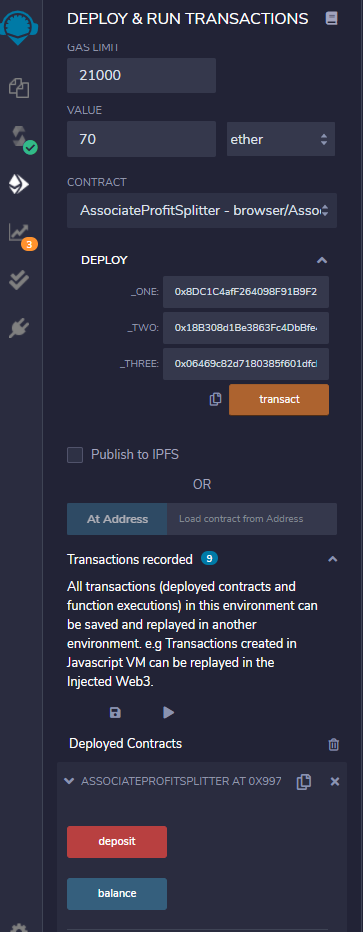 DEPLOY & RUN TRANSACTIONS
GAS LIMIT
21000
VALUE
70
ether
CONTRACT
AssociateProfitSplitter - browser/Asso
DEPLOY
_ONE: 0x8DC1C4afF264098F91B9F2
_TWO: 0x18B308d1Be3863Fc4DbBfe
_THREE: 0x06469c82d7180385f601dfc
transact
Publish to IPFS
OR
At Address
Load contract from Address
Transactions recorded 9
All transactions (deployed contracts and
function executions) in this environment can
be saved and replayed in another
environment. e.g Transactions created in
Javascript VM can be replayed in the
Injected Web3.
3
Deployed Contracts
ASSOCIATEPROFITSPLITTER AT 0X997
deposit
balance